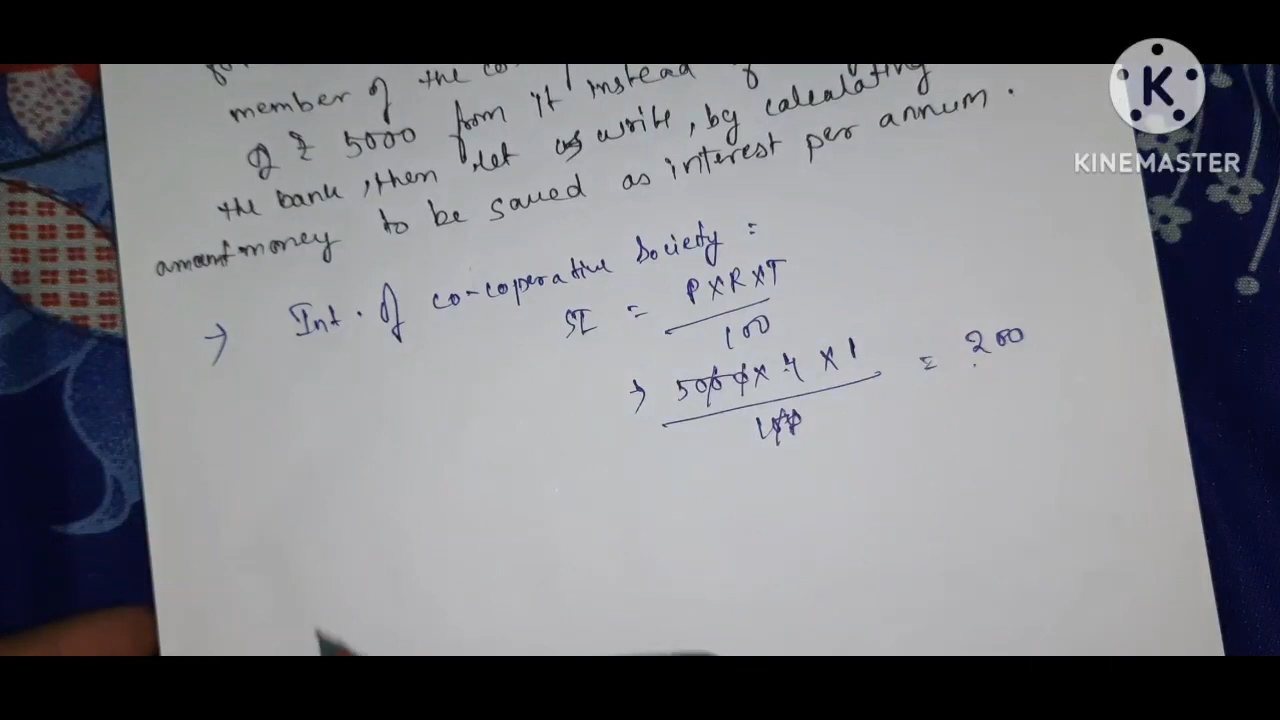 member of the co
of ₹ 5000 from it instead of
the bank, then let us write, by calculating
amount money to be saved as interest per annum.
→ Int. of co-coperative Society =
SI = P X R X T
100
→ 5000 X 4 X 1 = 200
100
K
KINEMASTER